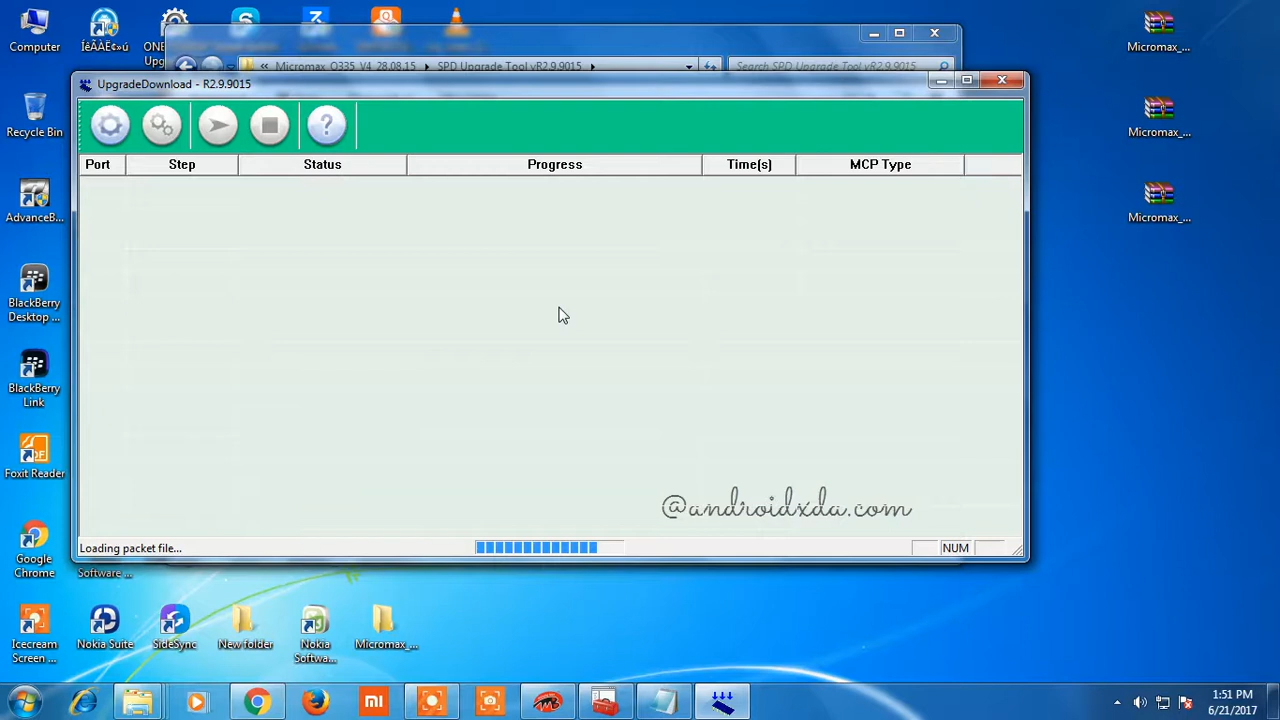 Computer
ÍêÃÀË¢»ú
ONE
Upg
Recycle Bin
AdvanceB...
BlackBerry
Desktop ...
BlackBerry
Link
Foxit Reader
Google
Chrome
Software ...
Icecream
Screen ...
Nokia Suite
SideSync
New folder
Nokia
Softwa...
Micromax_...
Micromax_...
Micromax_...
Micromax_...
« Micromax_Q335_V4_28.08.15 ▸ SPD Upgrade Tool vR2.9.9015 ▸
Search SPD Upgrade Tool vR2.9.9015
UpgradeDownload - R2.9.9015
Port Step Status Progress Time(s) MCP Type
@androidxda.com
Loading packet file...
NUM
1:51 PM
6/21/2017